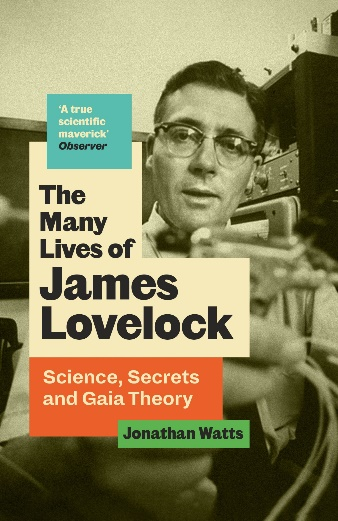 ‘A true
scientific
maverick’
Observer
The
Many
Lives of
James
Lovelock
Science, Secrets
and Gaia Theory
Jonathan Watts